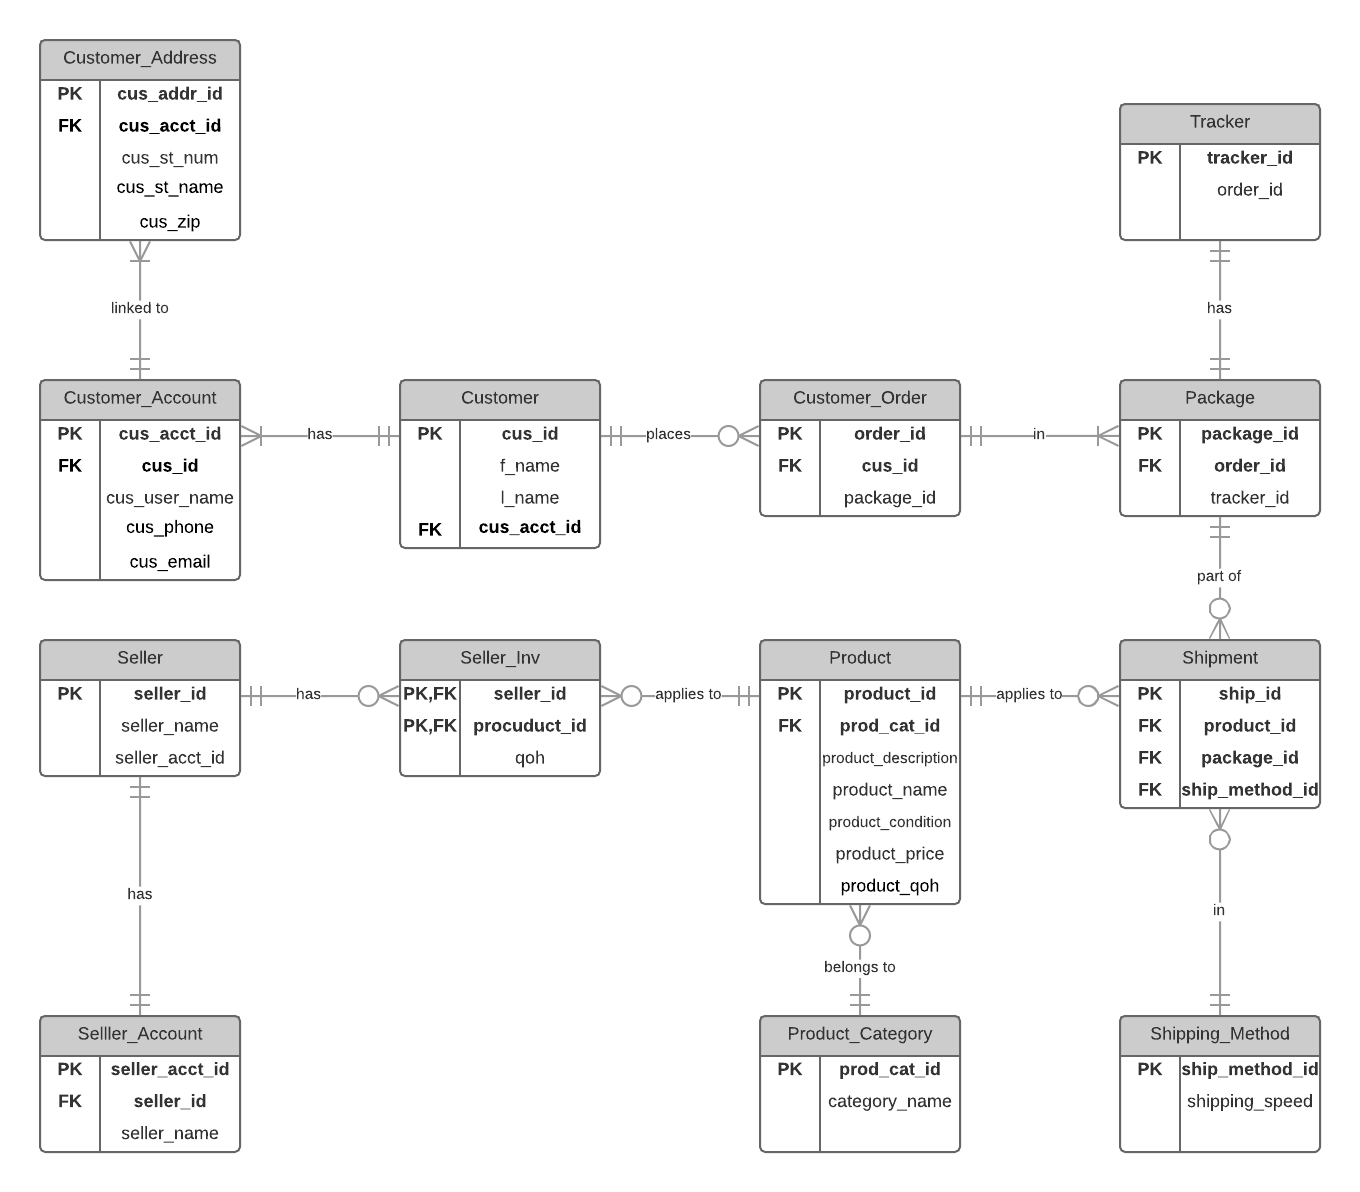 Customer_Address
PK cus_addr_id
FK cus_acct_id
cus_st_num
cus_st_name
cus_zip
Tracker
PK tracker_id
order_id
linked to
has
Customer_Account
PK cus_acct_id
FK cus_id
cus_user_name
cus_phone
cus_email
has
Customer
PK cus_id
f_name
l_name
FK cus_acct_id
places
Customer_Order
PK order_id
FK cus_id
package_id
in
Package
PK package_id
FK order_id
tracker_id
part of
Seller
PK seller_id
seller_name
seller_acct_id
has
Seller_Inv
PK,FK seller_id
PK,FK procuduct_id
qoh
applies to
Product
PK product_id
FK prod_cat_id
product_description
product_name
product_condition
product_price
product_qoh
applies to
Shipment
PK ship_id
FK product_id
FK package_id
FK ship_method_id
has
belongs to
in
Selller_Account
PK seller_acct_id
FK seller_id
seller_name
Product_Category
PK prod_cat_id
category_name
Shipping_Method
PK ship_method_id
shipping_speed